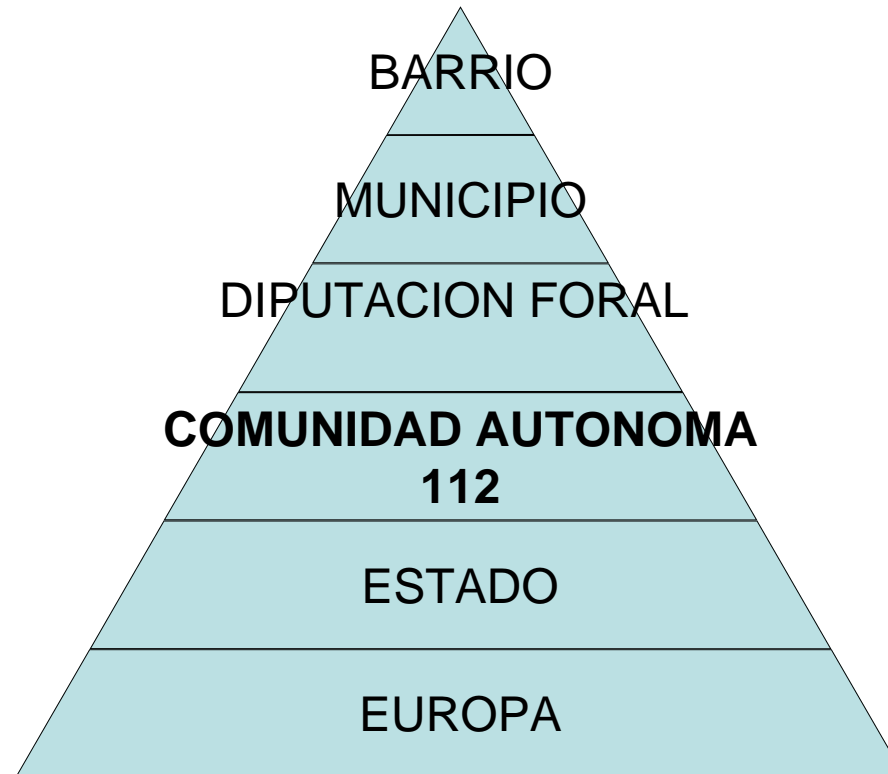 BARRIO
MUNICIPIO
DIPUTACION FORAL
COMUNIDAD AUTONOMA
112
ESTADO
EUROPA